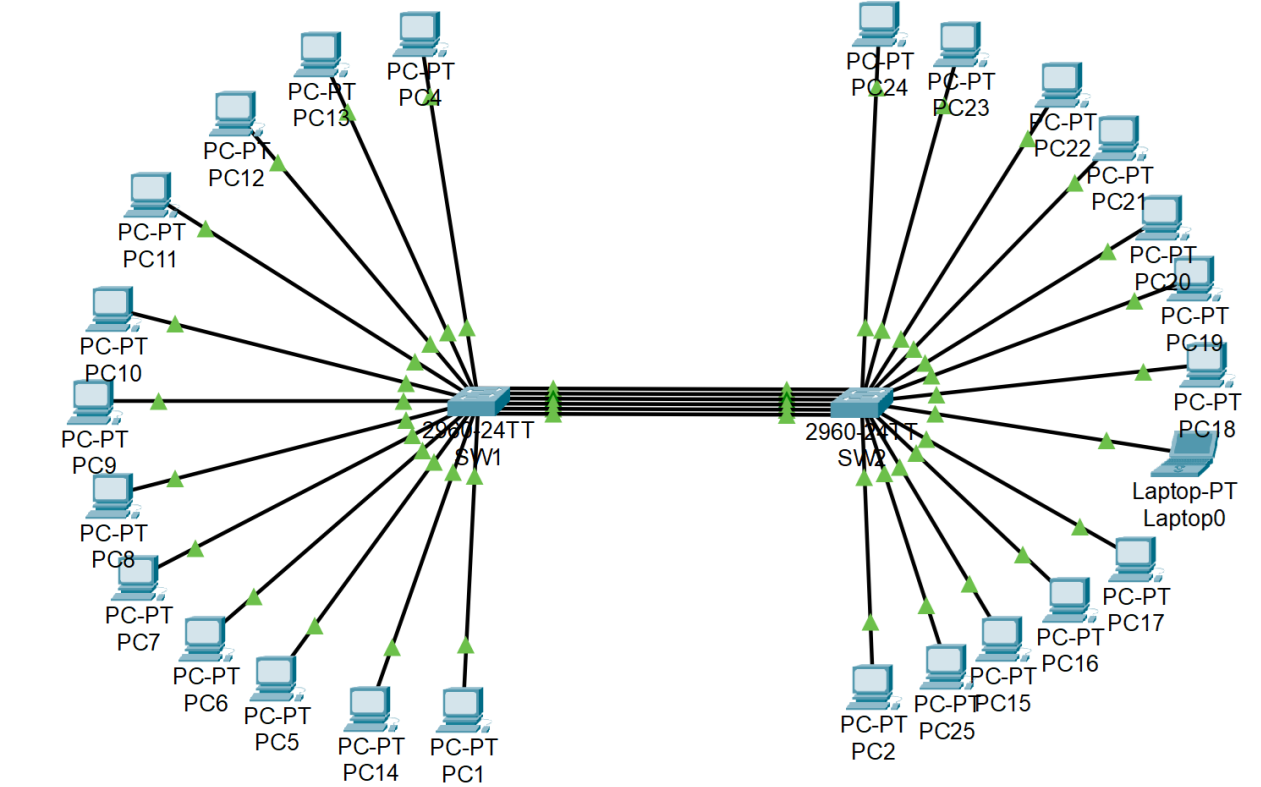 PC-PT
PC4
PC-PT
PC13
PC-PT
PC12
PC-PT
PC11
PC-PT
PC10
PC-PT
PC9
PC-PT
PC8
PC-PT
PC7
PC-PT
PC6
PC-PT
PC5
PC-PT
PC14
PC-PT
PC1
2960-24TT
SW1
2960-24TT
SW2
PC-PT
PC24
PC-PT
PC23
PC-PT
PC22
PC-PT
PC21
PC-PT
PC20
PC-PT
PC19
PC-PT
PC18
Laptop-PT
Laptop0
PC-PT
PC17
PC-PT
PC16
PC-PT
PC15
PC-PT
PC25
PC-PT
PC2